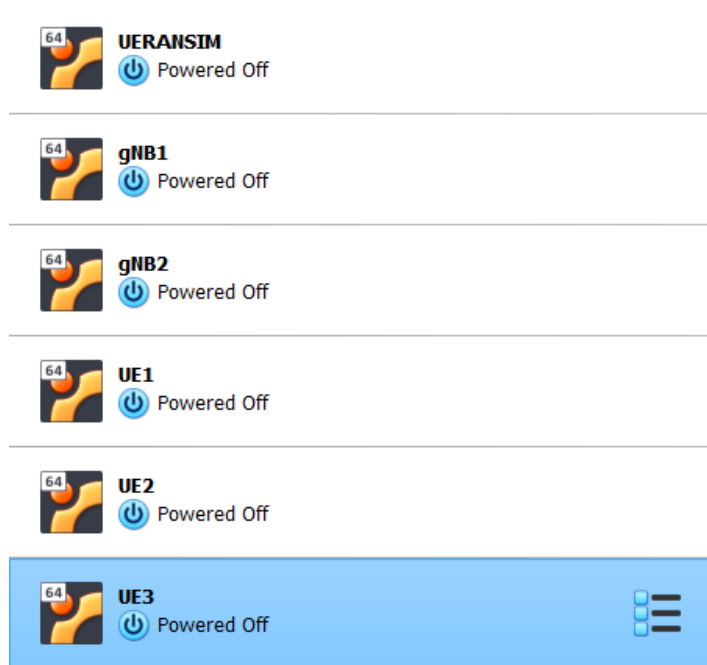 64
UERANSIM
Powered Off
64
gNB1
Powered Off
64
gNB2
Powered Off
64
UE1
Powered Off
64
UE2
Powered Off
64
UE3
Powered Off